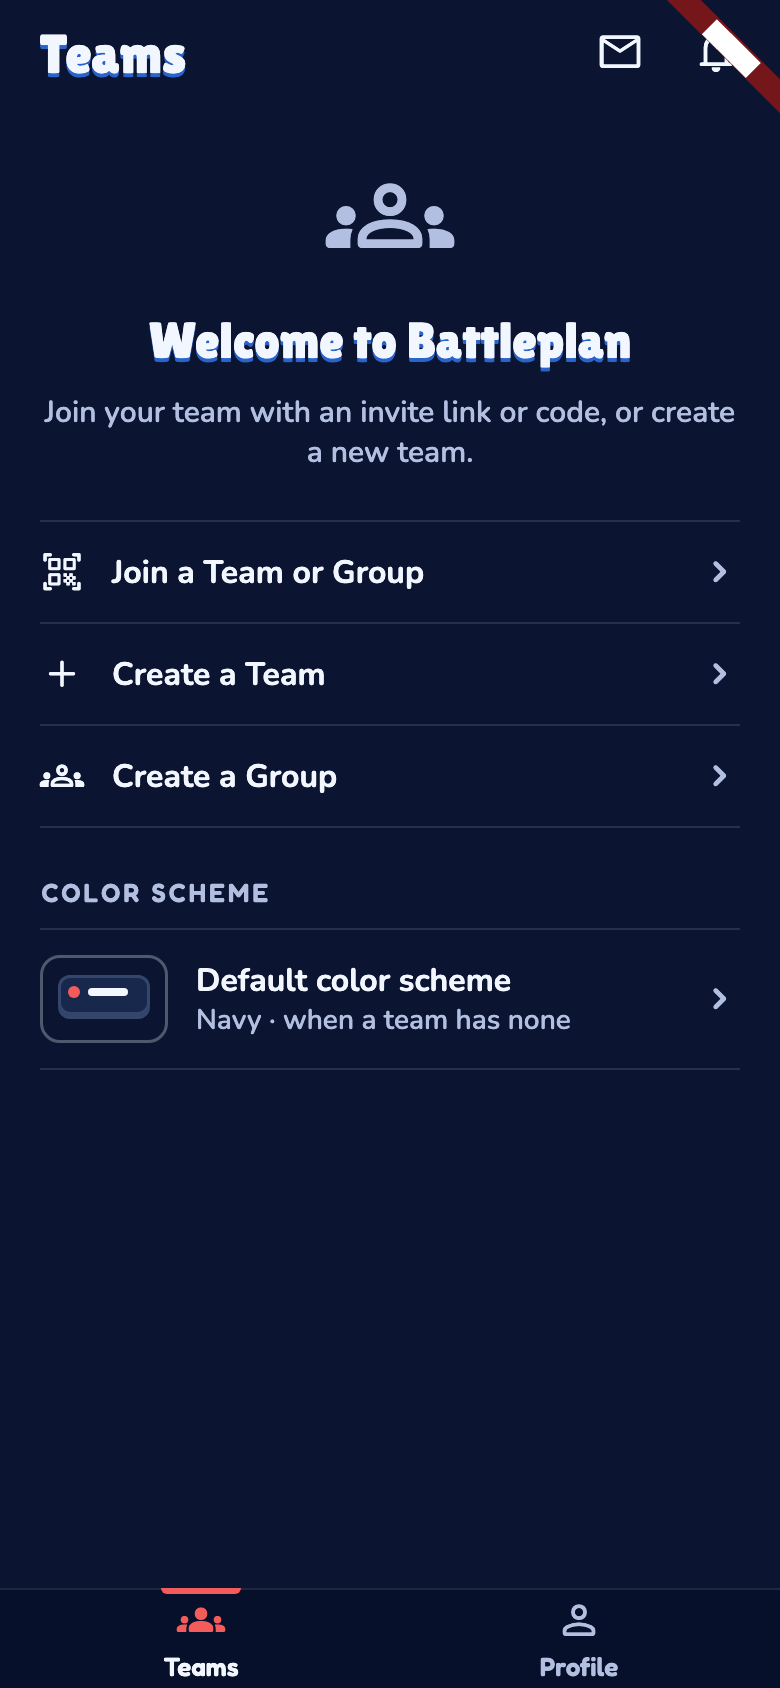 Teams
Welcome to Battleplan
Join your team with an invite link or code, or create
a new team.
Join a Team or Group
Create a Team
Create a Group
COLOR SCHEME
Default color scheme
Navy · when a team has none
Teams
Profile